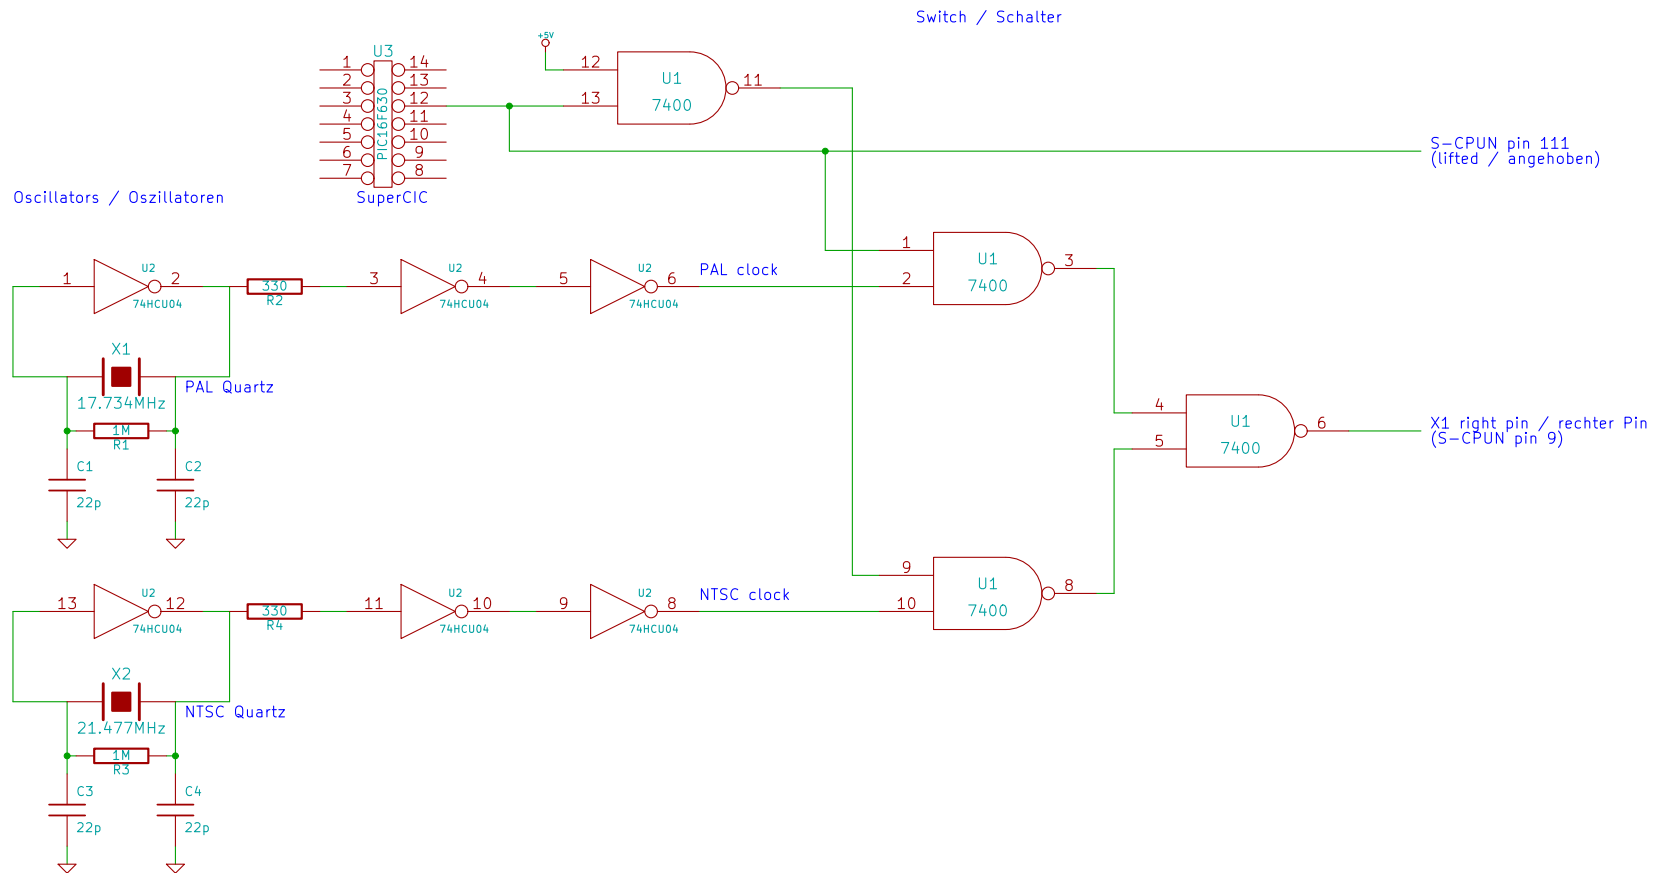 Switch / Schalter
+5V
U3
1 14
2 13
3 12
4 11
5 10
6 9
7 8
PIC16F630
SuperCIC
12
13
U1
7400
11
S-CPUN pin 111
(lifted / angehoben)
Oscillators / Oszillatoren
1
U2
2
74HCU04
330
R2
3
U2
4
74HCU04
5
U2
6
74HCU04
PAL clock
1
2
U1
7400
3
X1
PAL Quartz
17.734MHz
1M
R1
C1
22p
C2
22p
4
5
U1
7400
6
X1 right pin / rechter Pin
(S-CPUN pin 9)
13
U2
12
74HCU04
330
R4
11
U2
10
74HCU04
9
U2
8
74HCU04
NTSC clock
9
10
U1
7400
8
X2
NTSC Quartz
21.477MHz
1M
R3
C3
22p
C4
22p